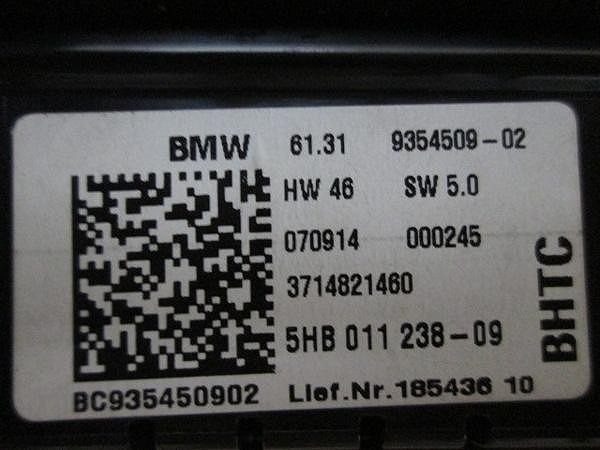 BMW 61.31 9354509-02
HW 46 SW 5.0
070914 000245
3714821460
5HB 011 238-09
BC935450902 Lief.Nr.185436 10
BHTC